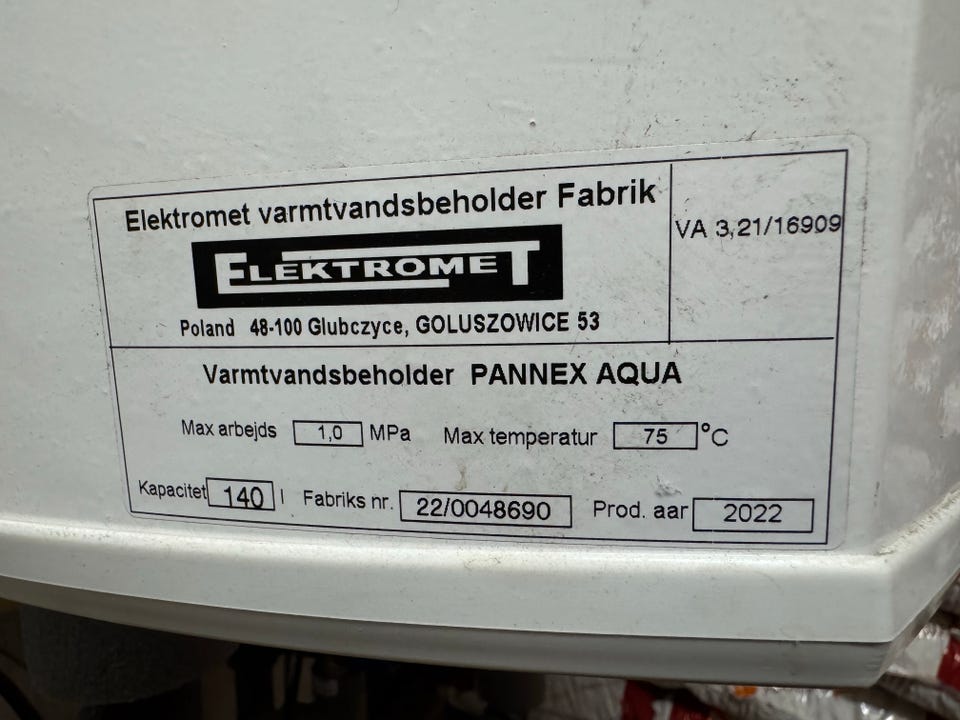 Elektromet varmtvandsbeholder Fabrik
VA 3,21/16909
ELEKTROMET
Poland 48-100 Glubczyce, GOLUSZOWICE 53
Varmtvandsbeholder PANNEX AQUA
Max arbejds 1,0 MPa Max temperatur 75 °C
Kapacitet 140 l Fabriks nr. 22/0048690 Prod. aar 2022